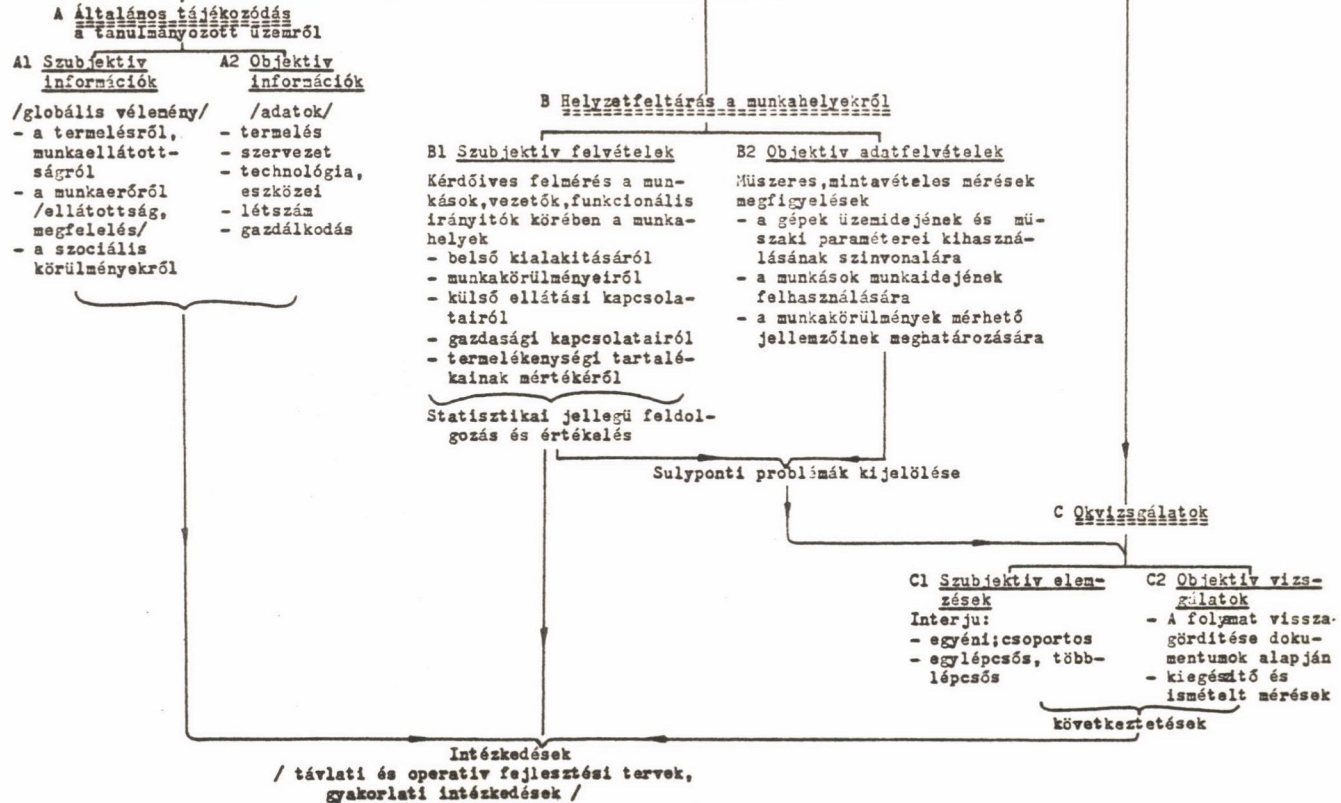 A Általános tájékozódás
a tanulmányozott üzemről
A1 Szubjektiv
információk
/globális vélemény/
- a termelésről,
munkaellátott-
ságról
- a munkaerőről
/ellátottság,
megfelelés/
- a szociális
körülményekről
A2 Objektiv
információk
/adatok/
- termelés
- szervezet
- technológia,
eszközei
- létszám
- gazdálkodás
B Helyzetfeltárás a munkahelyekről
B1 Szubjektiv felvételek
Kérdőives felmérés a mun-
kások,vezetők,funkcionális
irányitók körében a munka-
helyek
- belső kialakitásáról
- munkakörülményeiről
- külső ellátási kapcsola-
tairól
- gazdasági kapcsolatairól
- termelékenységi tartalé-
kainak mértékéről
Statisztikai jellegü feldol-
gozás és értékelés
B2 Objektiv adatfelvételek
Müszeres,mintavételes mérések
megfigyelések
- a gépek üzemidejének és mü-
szaki paraméterei kihaszná-
lásának szinvonalára
- a munkások munkaidejének
felhasználására
- a munkakörülmények mérhető
jellemzőinek meghatározására
Sulyponti problémák kijelölése
C Okvizsgálatok
C1 Szubjektiv elem-
zések
Interju:
- egyéni;csoportos
- egylépcsős, több-
lépcsős
C2 Objektiv vizs-
gálatok
- A folyamat vissza-
gördítése doku-
mentumok alapján
- kiegészítő és
ismételt mérések
következtetések
Intézkedések
/ távlati és operativ fejlesztési tervek,
gyakorlati intézkedések /